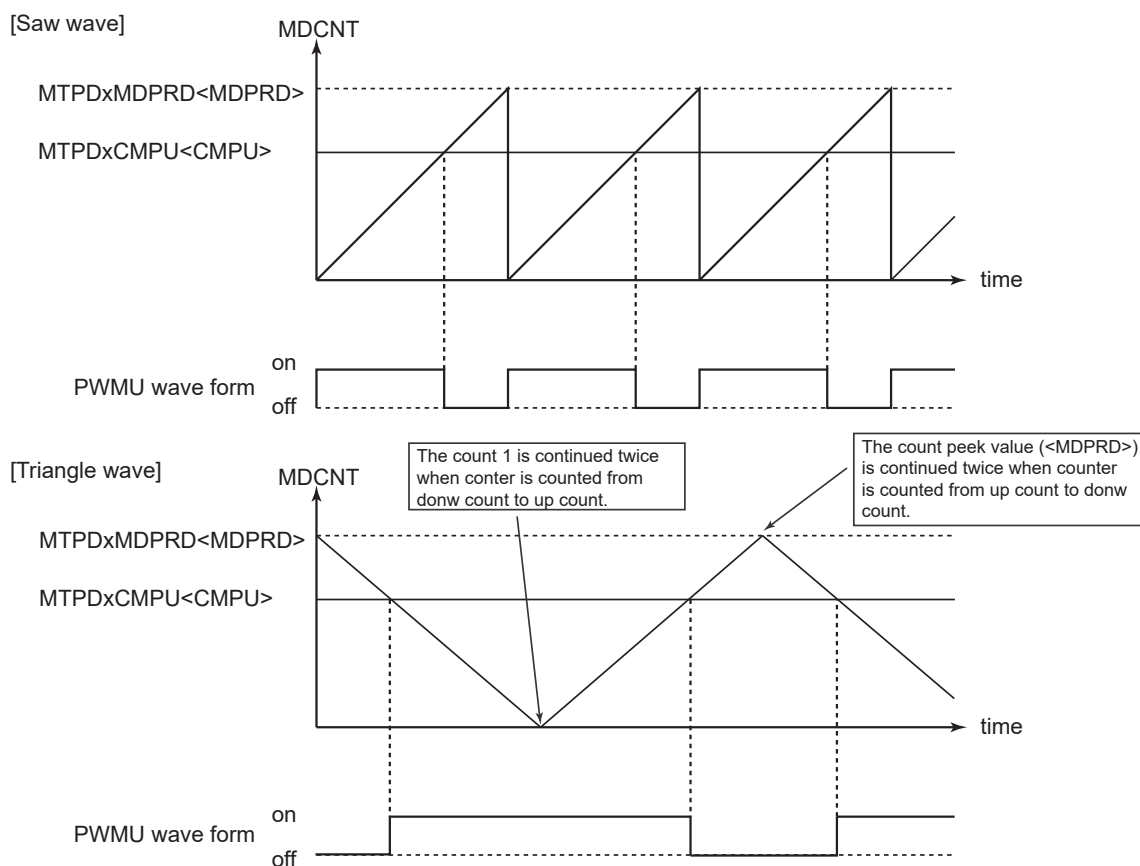 [Saw wave]
MDCNT
MTPDxMDPRD<MDPRD>
MTPDxCMPU<CMPU>
time
on
PWMU wave form
off
[Triangle wave]
MDCNT
The count 1 is continued twice
when conter is counted from
donw count to up count.
The count peek value (<MDPRD>)
is continued twice when counter
is counted from up count to donw
count.
MTPDxMDPRD<MDPRD>
MTPDxCMPU<CMPU>
time
on
PWMU wave form
off